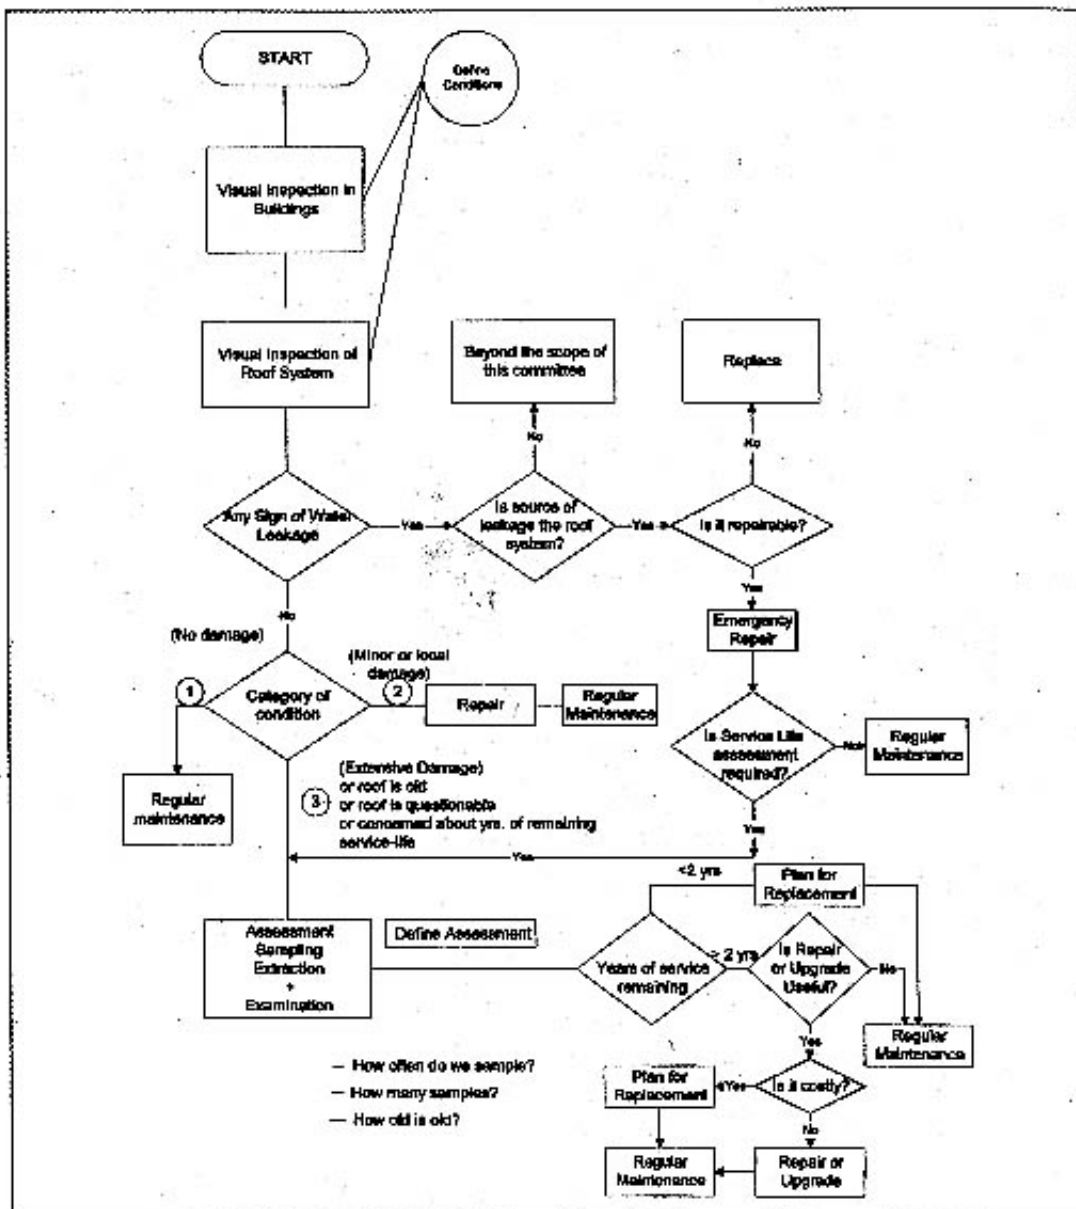 START
Define
Conditions
Visual Inspection in
Buildings
Visual Inspection of
Roof System
Beyond the scope of
this committee
Replace
No
No
Any Sign of Water
Leakage
Yes
Is source of
leakage the roof
system?
Yes
Is it repairable?
No
Yes
(No damage)
Emergency
Repair
(Minor or local
damage)
1
Category of
condition
2
Repair
Regular
Maintenance
Is Service Life
assessment
required?
No
Regular
Maintenance
Regular
maintenance
3
(Extensive Damage)
or roof is old
or roof is questionable
or concerned about yrs. of remaining
service-life
Yes
Yes
<2 yrs
Plan for
Replacement
Assessment
Sampling
Extraction
+
Examination
Define Assessment
Years of service
remaining
> 2 yrs
Is Repair
or Upgrade
Useful?
No
Regular
Maintenance
Yes
— How often do we sample?
— How many samples?
— How old is old?
Plan for
Replacement
Yes
Is it costly?
No
Regular
Maintenance
Repair or
Upgrade